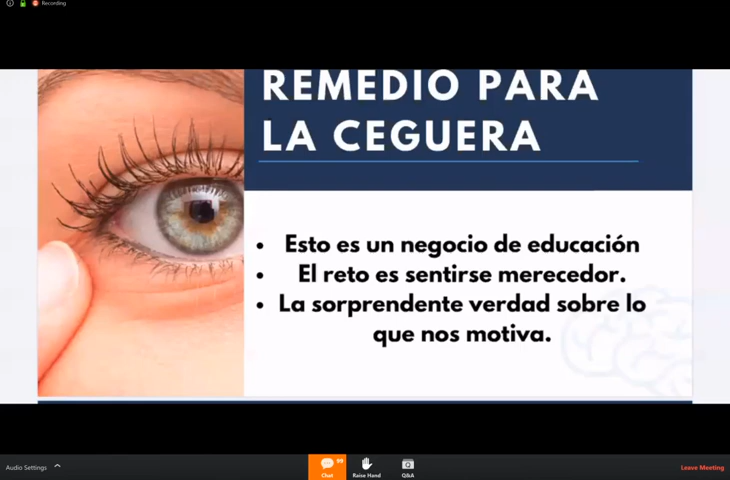 Recording
REMEDIO PARA
LA CEGUERA
• Esto es un negocio de educación
• El reto es sentirse merecedor.
• La sorprendente verdad sobre lo
que nos motiva.
Audio Settings
99
Chat
Raise Hand
Q&A
Leave Meeting